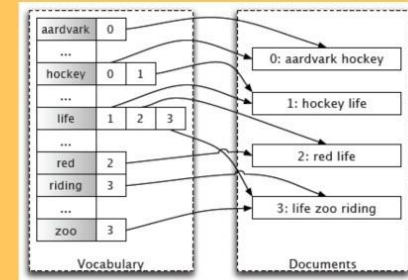 aardvark 0
...
hockey 0 1
...
life 1 2 3
...
red 2
riding 3
...
zoo 3
Vocabulary
0: aardvark hockey
1: hockey life
2: red life
3: life zoo riding
Documents